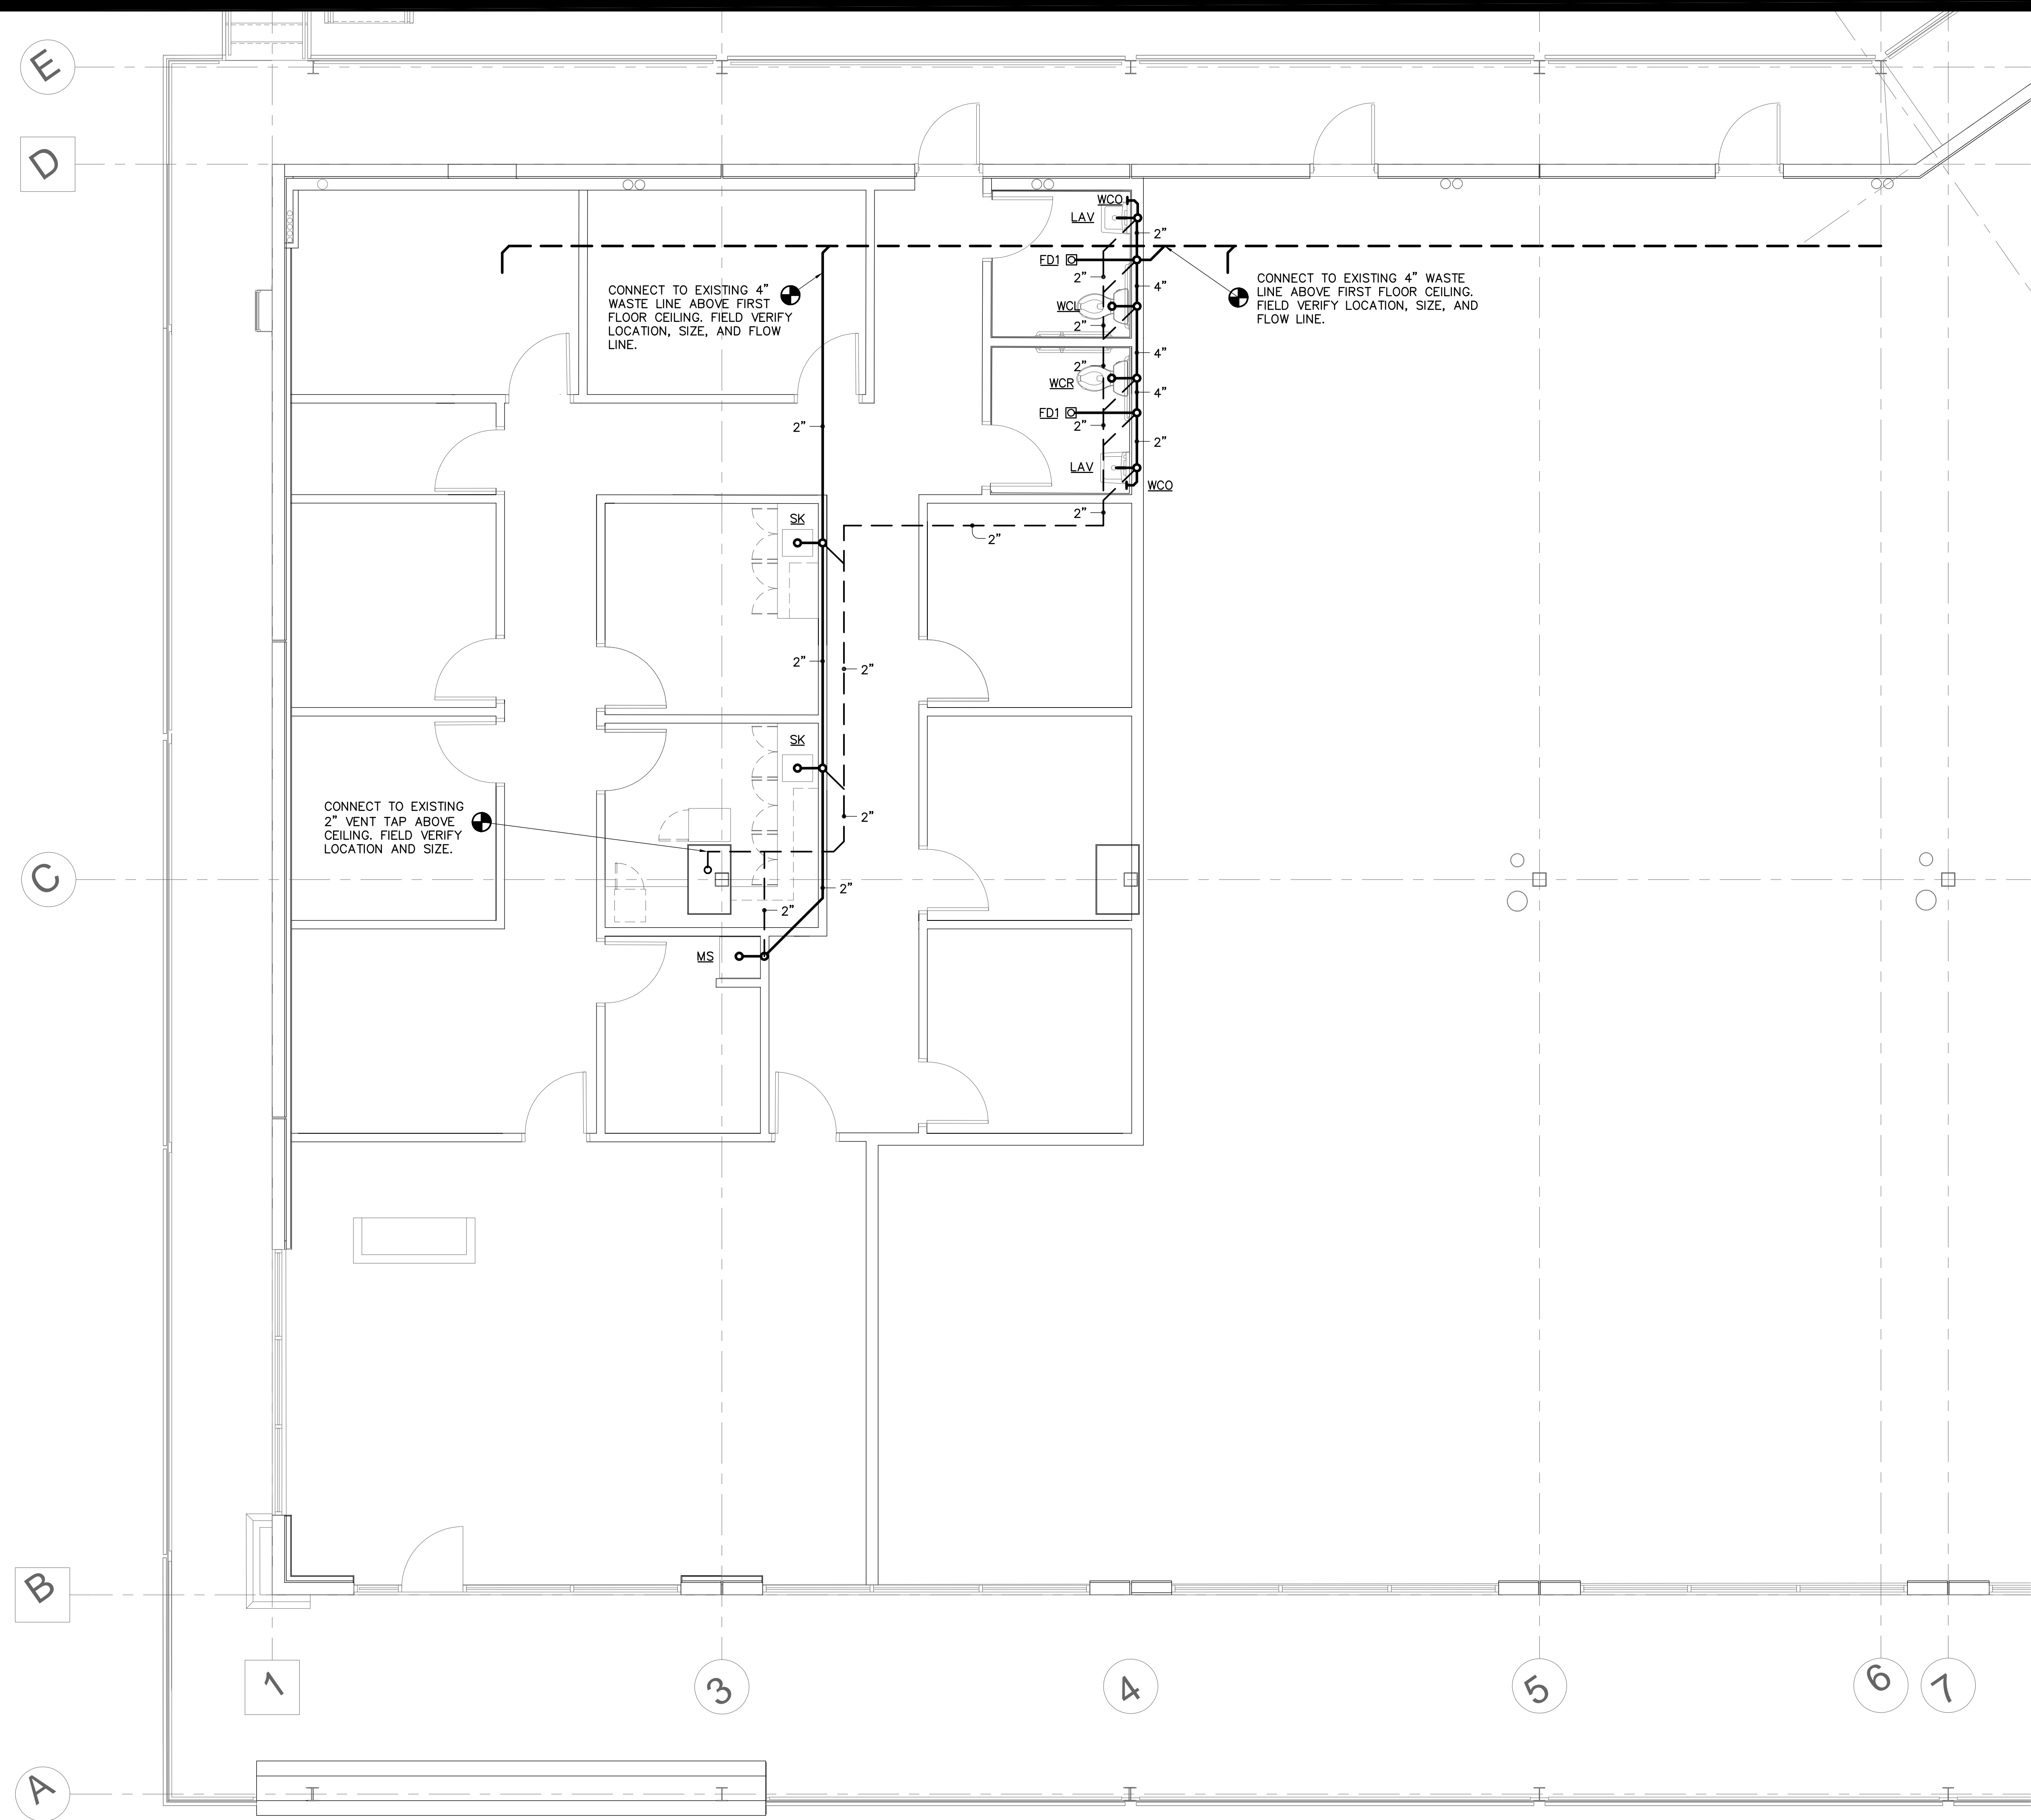 E
D
WCO
LAV
2”
FD1
2”
CONNECT TO EXISTING 4”
WASTE LINE ABOVE FIRST
FLOOR CEILING. FIELD VERIFY
LOCATION, SIZE, AND FLOW
LINE.
4”
CONNECT TO EXISTING 4” WASTE
LINE ABOVE FIRST FLOOR CEILING.
FIELD VERIFY LOCATION, SIZE, AND
FLOW LINE.
WCL
2”
4”
2”
WCR
4”
FD1
2”
2”
2”
LAV
WCO
2”
SK
2”
2”
2”
SK
CONNECT TO EXISTING
2” VENT TAP ABOVE
CEILING. FIELD VERIFY
LOCATION AND SIZE.
2”
C
2”
2”
MS
B
1
3
4
5
6
7
A